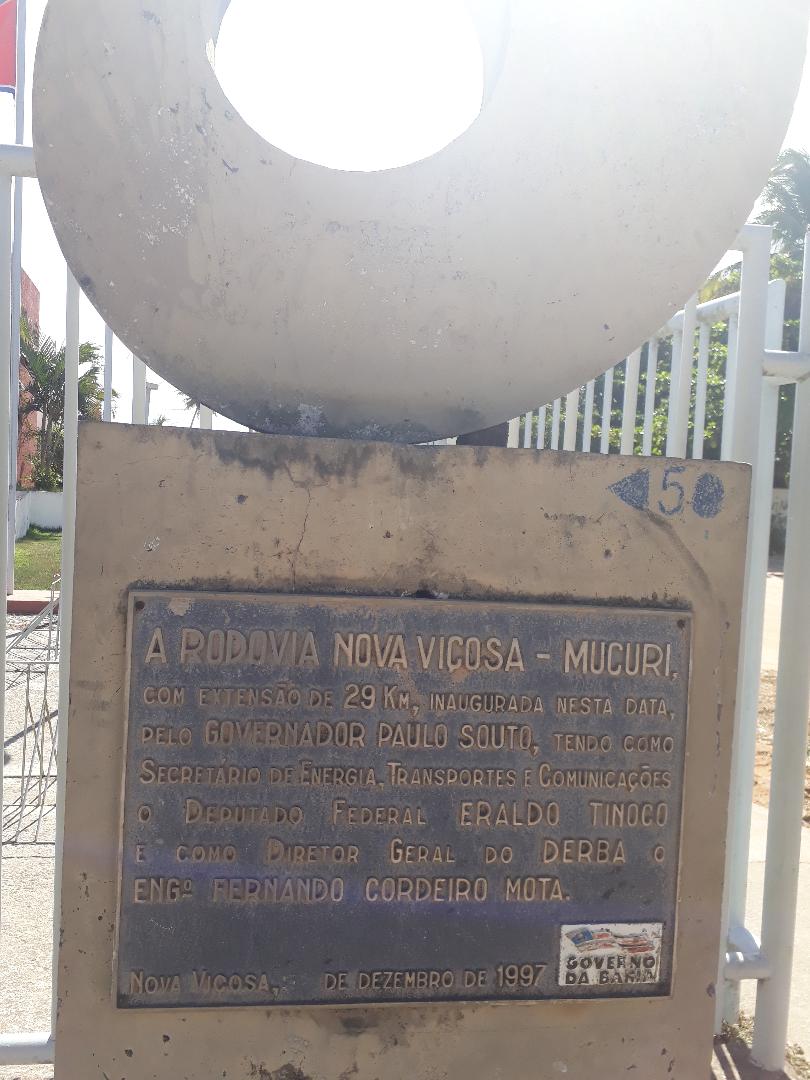 50
A RODOVIA NOVA VIÇOSA - MUCURI,
COM EXTENSÃO DE 29 KM, INAUGURADA NESTA DATA,
PELO GOVERNADOR PAULO SOUTO, TENDO COMO
SECRETÁRIO DE ENERGIA, TRANSPORTES E COMUNICAÇÕES
O DEPUTADO FEDERAL ERALDO TINOCO
E COMO DIRETOR GERAL DO DERBA O
ENGº FERNANDO CORDEIRO MOTA.
GOVERNO
DA BAHIA
NOVA VIÇOSA, DE DEZEMBRO DE 1997